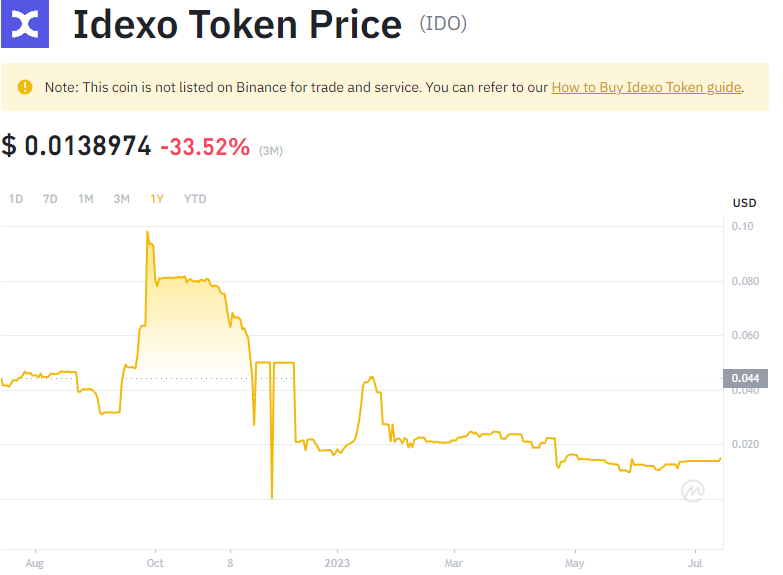 Idexo Token Price (IDO)
Note: This coin is not listed on Binance for trade and service. You can refer to our How to Buy Idexo Token guide.
$ 0.0138974 -33.52% (3M)
1D 7D 1M 3M 1Y YTD
USD
0.10
0.080
0.060
0.044
0.040
0.020
Aug Oct 8 2023 Mar May Jul